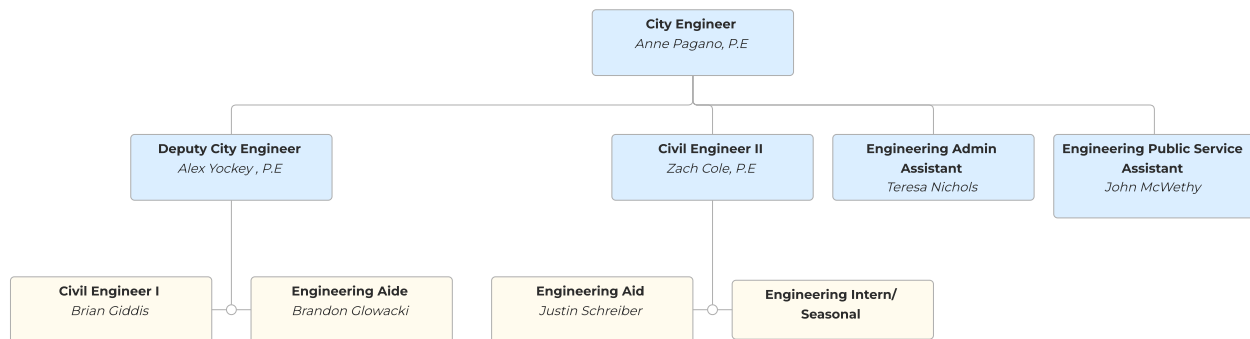 City Engineer
Anne Pagano, P.E
Deputy City Engineer
Alex Yockey , P.E
Civil Engineer II
Zach Cole, P.E
Engineering Admin
Assistant
Teresa Nichols
Engineering Public Service
Assistant
John McWethy
Civil Engineer I
Brian Giddis
Engineering Aide
Brandon Glowacki
Engineering Aid
Justin Schreiber
Engineering Intern/
Seasonal